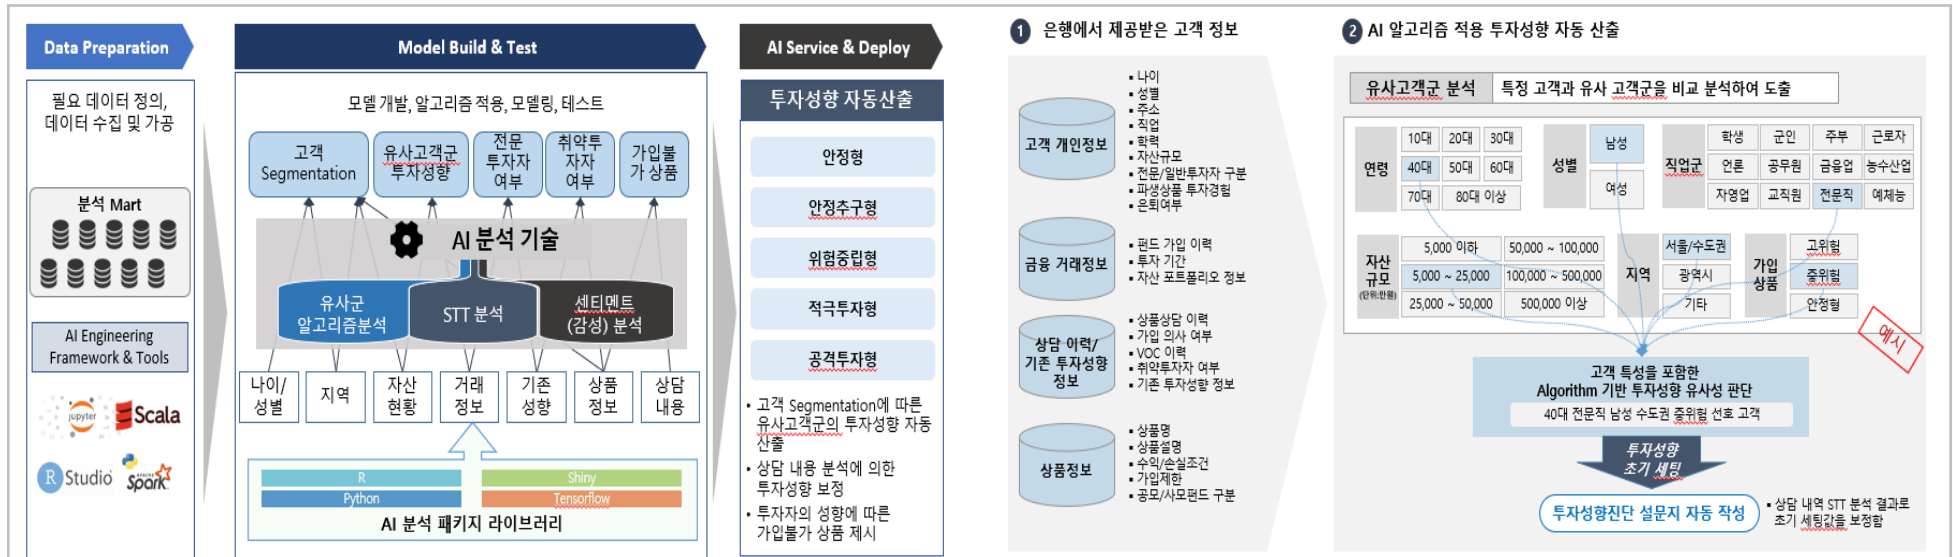 Data Preparation
필요 데이터 정의,
데이터 수집 및 가공
분석 Mart
AI Engineering
Framework & Tools
jupyter
Scala
R Studio
APACHE
Spark
Model Build & Test
모델 개발, 알고리즘 적용, 모델링, 테스트
고객
Segmentation
유사고객군
투자성향
전문
투자자
여부
취약투
자자
여부
가입불
가 상품
AI 분석 기술
유사군
알고리즘분석
STT 분석
센티멘트
(감성) 분석
나이/
성별
지역
자산
현황
거래
정보
기존
성향
상품
정보
상담
내용
R
Shiny
Python
Tensorflow
AI 분석 패키지 라이브러리
AI Service & Deploy
투자성향 자동산출
안정형
안정추구형
위험중립형
적극투자형
공격투자형
• 고객 Segmentation에 따른
유사고객군의 투자성향 자동
산출
• 상담 내용 분석에 의한
투자성향 보정
• 투자자의 성향에 따른
가입불가 상품 제시
1 은행에서 제공받은 고객 정보
고객 개인정보
▪ 나이
▪ 성별
▪ 주소
▪ 직업
▪ 학력
▪ 자산규모
▪ 전문/일반투자자 구분
▪ 파생상품 투자경험
▪ 은퇴여부
금융 거래정보
▪ 펀드 가입 이력
▪ 투자 기간
▪ 자산 포트폴리오 정보
상담 이력/
기존 투자성향
정보
▪ 상품상담 이력
▪ 가입 의사 여부
▪ VOC 이력
▪ 취약투자자 여부
▪ 기존 투자성향 정보
상품정보
▪ 상품명
▪ 상품설명
▪ 수익/손실조건
▪ 가입제한
▪ 공모/사모펀드 구분
2 AI 알고리즘 적용 투자성향 자동 산출
유사고객군 분석 특정 고객과 유사 고객군을 비교 분석하여 도출
연령
10대 20대 30대
40대 50대 60대
70대 80대 이상
성별
남성
여성
직업군
학생 군인 주부 근로자
언론 공무원 금융업 농수산업
자영업 교직원 전문직 예체능
자산
규모
(단위:만원)
5,000 이하 50,000 ~ 100,000
5,000 ~ 25,000 100,000 ~ 500,000
25,000 ~ 50,000 500,000 이상
지역
서울/수도권
광역시
기타
가입
상품
고위험
중위험
안정형
예시
고객 특성을 포함한
Algorithm 기반 투자성향 유사성 판단
40대 전문직 남성 수도권 중위험 선호 고객
투자성향
초기 세팅
투자성향진단 설문지 자동 작성
▪ 상담 내역 STT 분석 결과로
초기 세팅값을 보정함